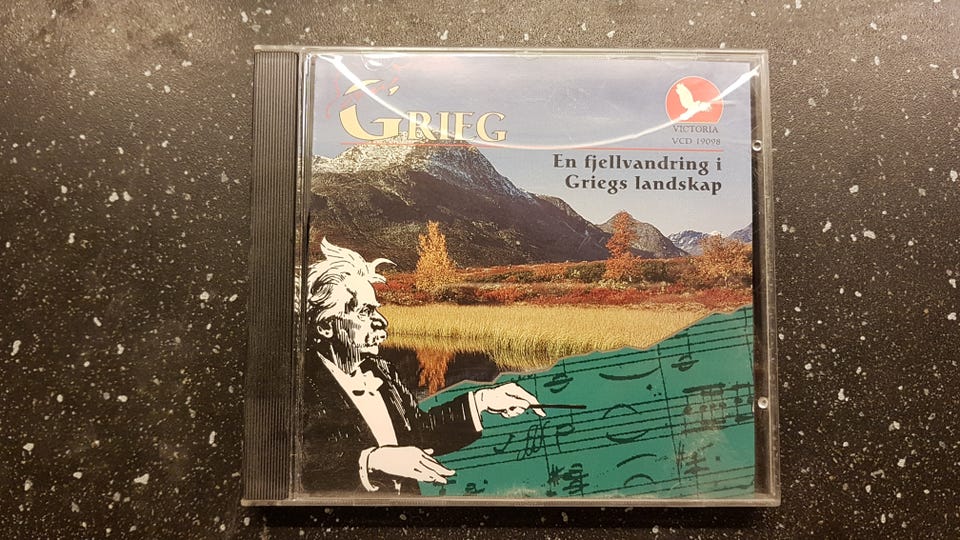 GRIEG
VICTORIA
VCD 19098
En fjellvandring i
Griegs landskap